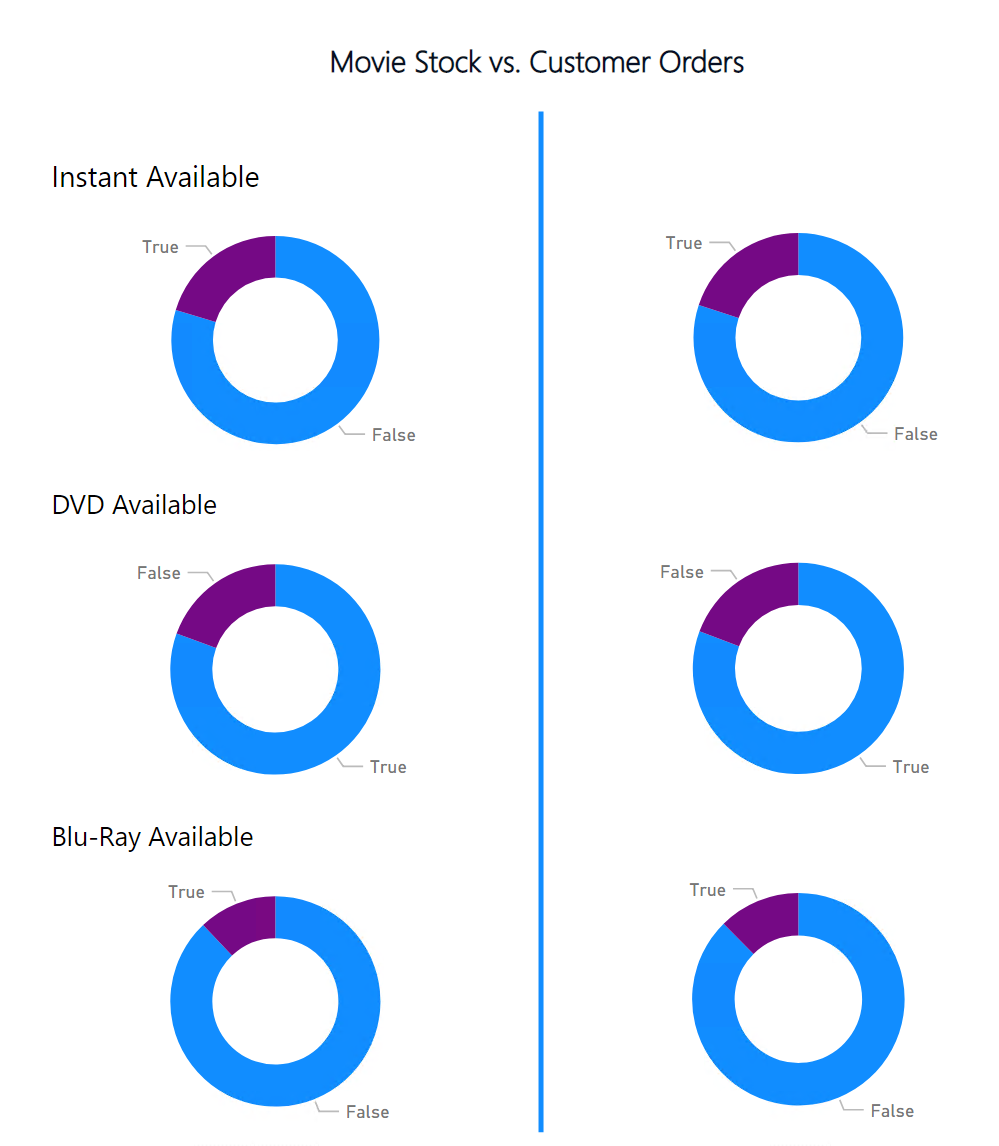 Movie Stock vs. Customer Orders
Instant Available
True
False
True
False
DVD Available
False
True
False
True
Blu-Ray Available
True
False
True
False